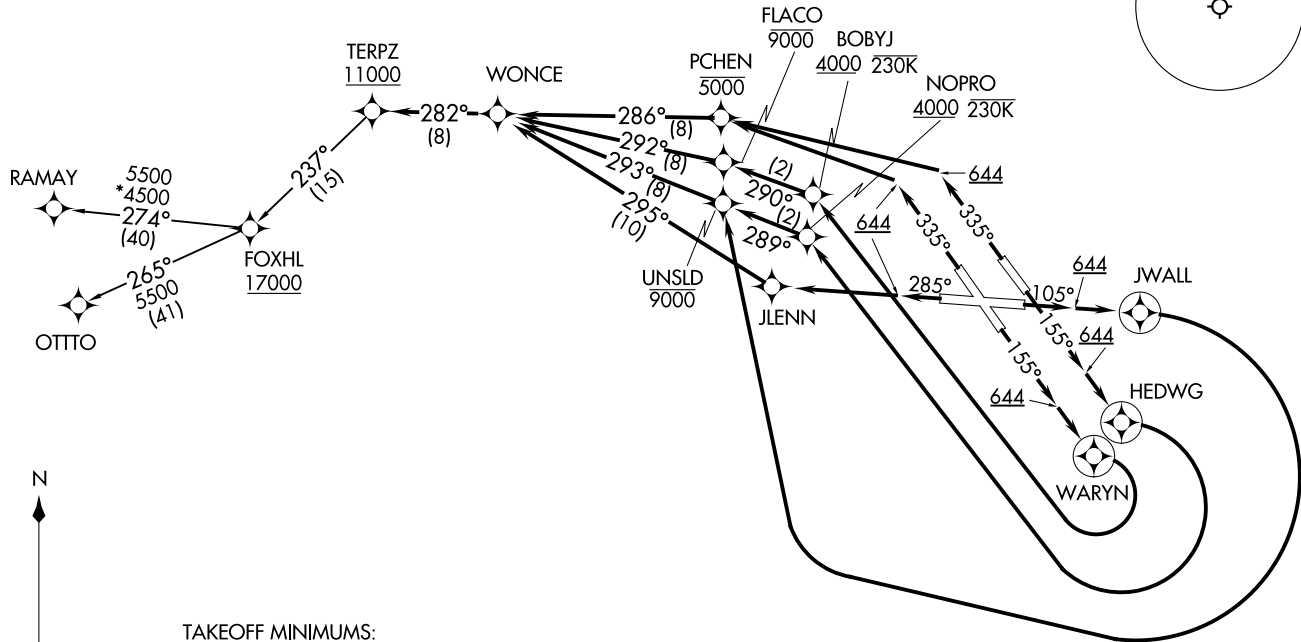 FLACO
9000
BOBYJ
4000 230K
TERPZ
11000
WONCE
PCHEN
5000
NOPRO
4000 230K
282°
(8)
286°
(8)
292°
(8)
293°
(8)
295°
(10)
(2)
290°
(2)
289°
644
644
335°
335°
RAMAY
5500
*4500
274°
(40)
237°
(15)
FOXHL
17000
265°
5500
(41)
OTTTO
UNSLD
9000
JLENN
285°
105°
644
JWALL
155°
155°
644
644
HEDWG
WARYN
N
TAKEOFF MINIMUMS: